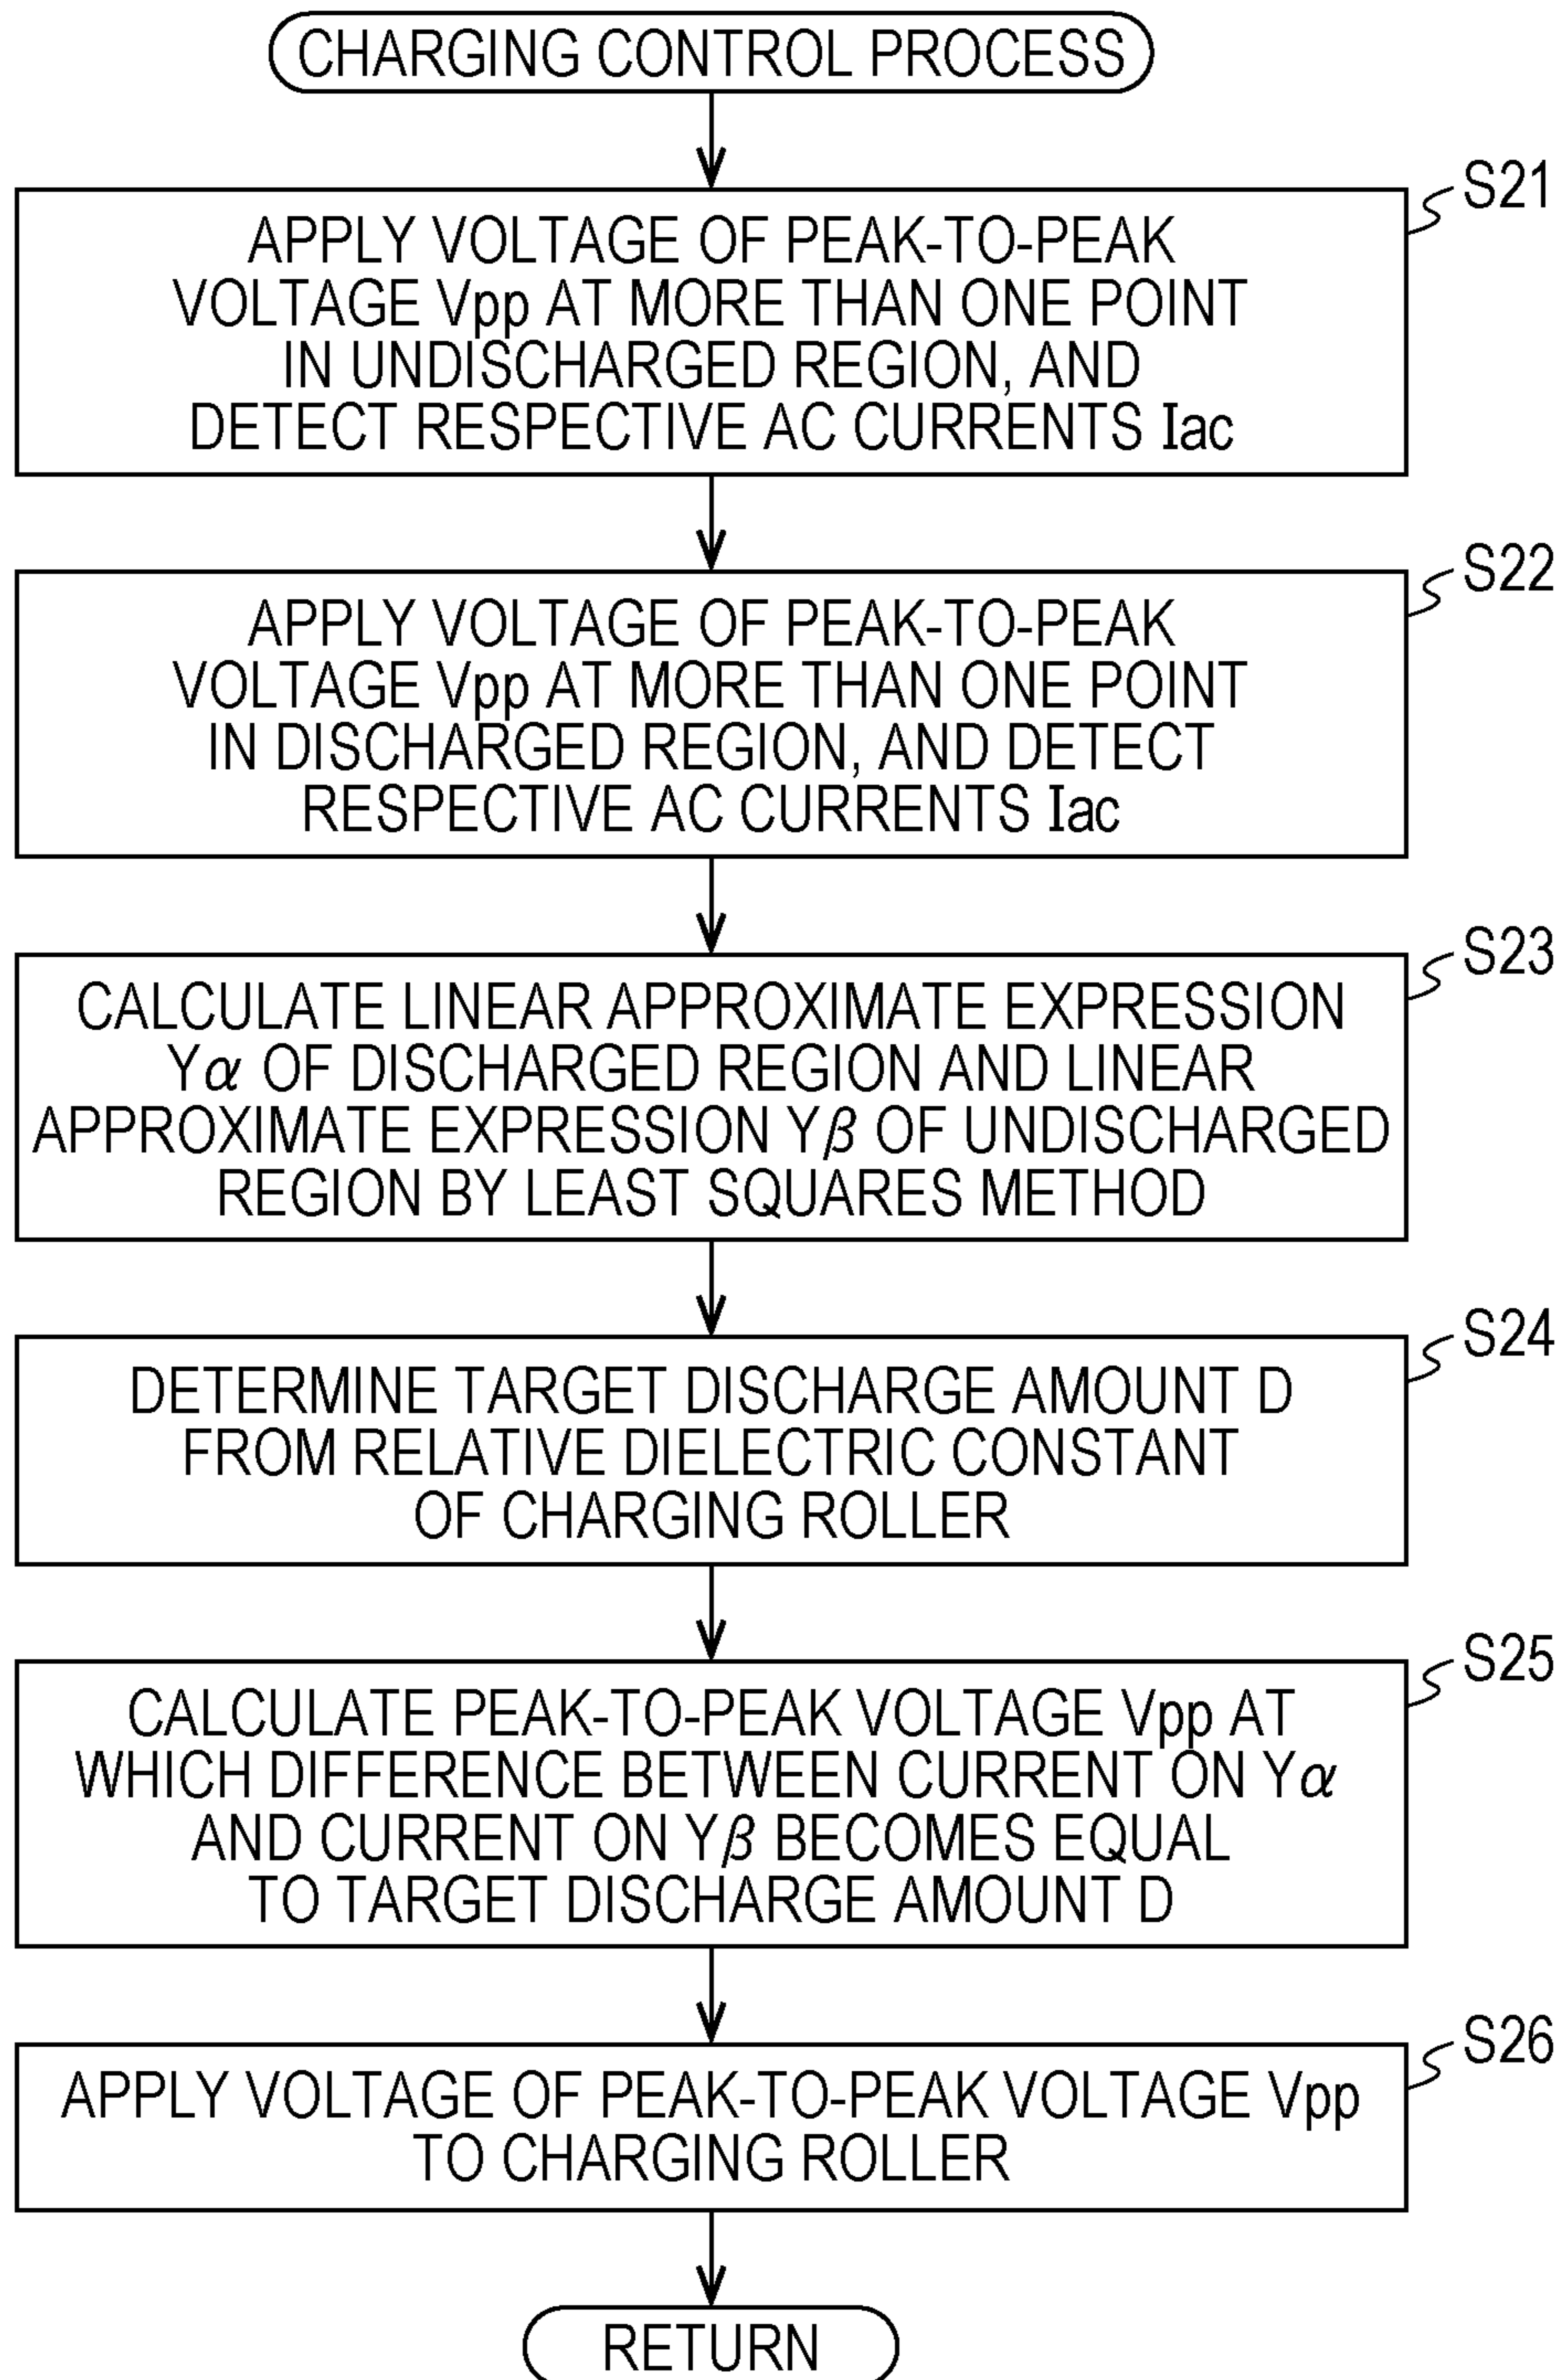 CHARGING CONTROL PROCESS
S21
APPLY VOLTAGE OF PEAK-TO-PEAK
VOLTAGE Vpp AT MORE THAN ONE POINT
IN UNDISCHARGED REGION, AND
DETECT RESPECTIVE AC CURRENTS Iac
S22
APPLY VOLTAGE OF PEAK-TO-PEAK
VOLTAGE Vpp AT MORE THAN ONE POINT
IN DISCHARGED REGION, AND DETECT
RESPECTIVE AC CURRENTS Iac
S23
CALCULATE LINEAR APPROXIMATE EXPRESSION
Yα OF DISCHARGED REGION AND LINEAR
APPROXIMATE EXPRESSION Yβ OF UNDISCHARGED
REGION BY LEAST SQUARES METHOD
S24
DETERMINE TARGET DISCHARGE AMOUNT D
FROM RELATIVE DIELECTRIC CONSTANT
OF CHARGING ROLLER
S25
CALCULATE PEAK-TO-PEAK VOLTAGE Vpp AT
WHICH DIFFERENCE BETWEEN CURRENT ON Yα
AND CURRENT ON Yβ BECOMES EQUAL
TO TARGET DISCHARGE AMOUNT D
S26
APPLY VOLTAGE OF PEAK-TO-PEAK VOLTAGE Vpp
TO CHARGING ROLLER
RETURN